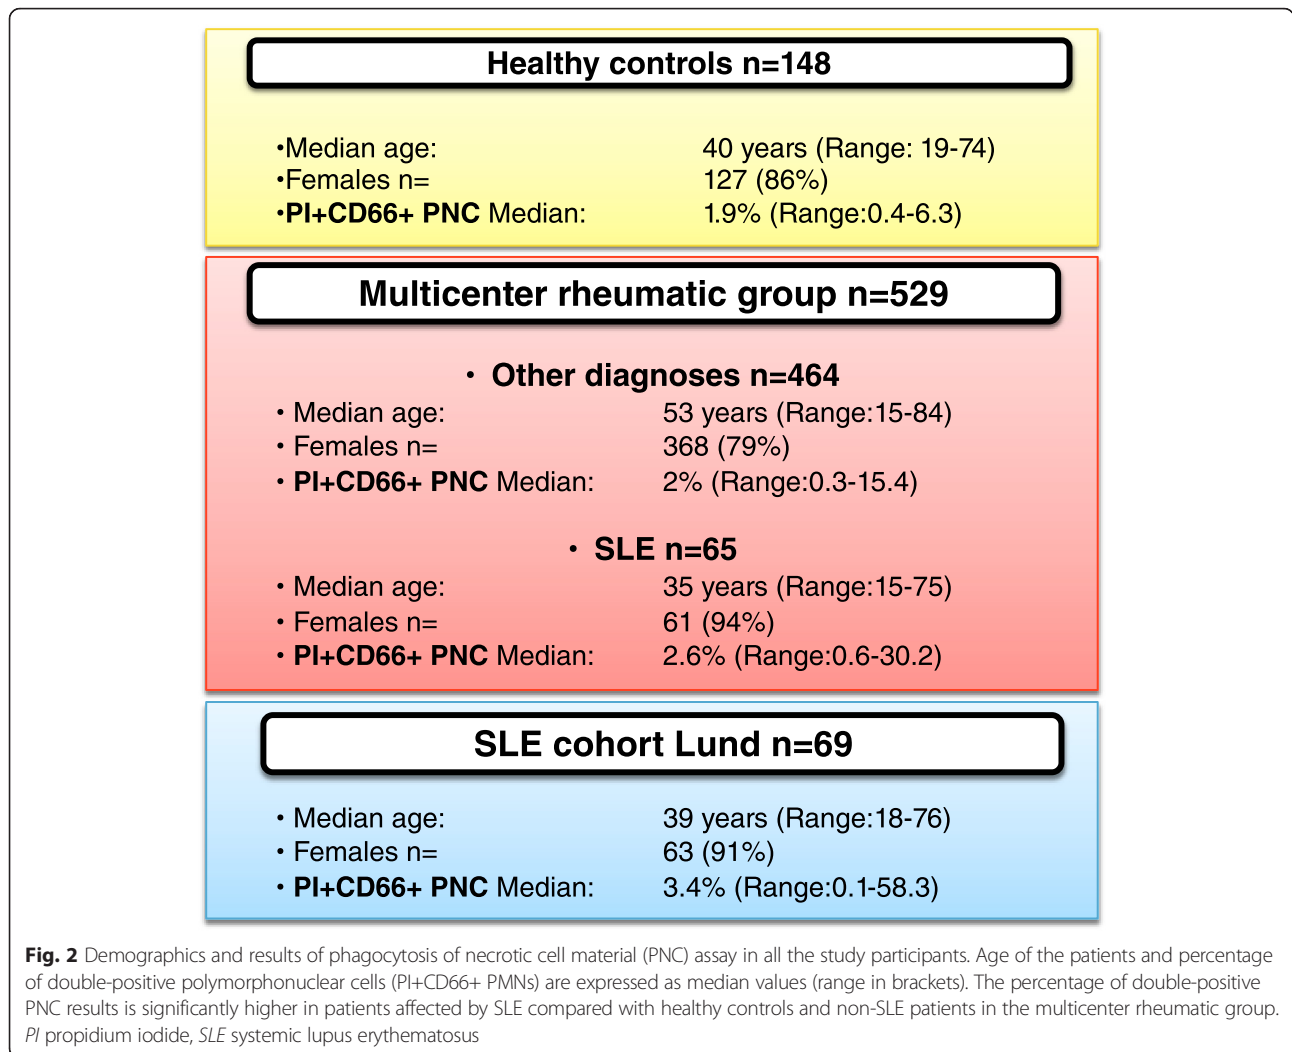 Healthy controls n=148
•Median age: 40 years (Range: 19-74)
•Females n= 127 (86%)
•PI+CD66+ PNC Median: 1.9% (Range:0.4-6.3)
Multicenter rheumatic group n=529
• Other diagnoses n=464
• Median age: 53 years (Range:15-84)
• Females n= 368 (79%)
• PI+CD66+ PNC Median: 2% (Range:0.3-15.4)
• SLE n=65
• Median age: 35 years (Range:15-75)
• Females n= 61 (94%)
• PI+CD66+ PNC Median: 2.6% (Range:0.6-30.2)
SLE cohort Lund n=69
• Median age: 39 years (Range:18-76)
• Females n= 63 (91%)
• PI+CD66+ PNC Median: 3.4% (Range:0.1-58.3)
Fig. 2 Demographics and results of phagocytosis of necrotic cell material (PNC) assay in all the study participants. Age of the patients and percentage
of double-positive polymorphonuclear cells (PI+CD66+ PMNs) are expressed as median values (range in brackets). The percentage of double-positive
PNC results is significantly higher in patients affected by SLE compared with healthy controls and non-SLE patients in the multicenter rheumatic group.
PI propidium iodide, SLE systemic lupus erythematosus